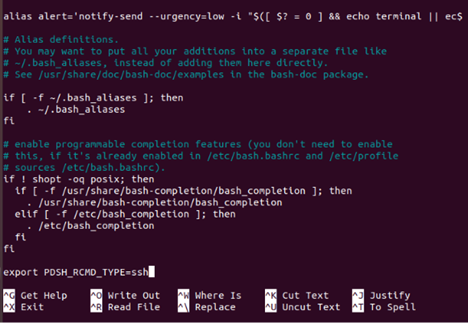 alias alert='notify-send --urgency=low -i "$([ $? = 0 ] && echo terminal || ec$
# Alias definitions.
# You may want to put all your additions into a separate file like
# ~/.bash_aliases, instead of adding them here directly.
# See /usr/share/doc/bash-doc/examples in the bash-doc package.
if [ -f ~/.bash_aliases ]; then
    . ~/.bash_aliases
fi
# enable programmable completion features (you don't need to enable
# this, if it's already enabled in /etc/bash.bashrc and /etc/profile
# sources /etc/bash.bashrc).
if ! shopt -oq posix; then
  if [ -f /usr/share/bash-completion/bash_completion ]; then
    . /usr/share/bash-completion/bash_completion
  elif [ -f /etc/bash_completion ]; then
    . /etc/bash_completion
  fi
fi
export PDSH_RCMD_TYPE=ssh
^G Get Help ^O Write Out ^W Where Is ^K Cut Text ^J Justify
^X Exit ^R Read File ^\ Replace ^U Uncut Text ^T To Spell